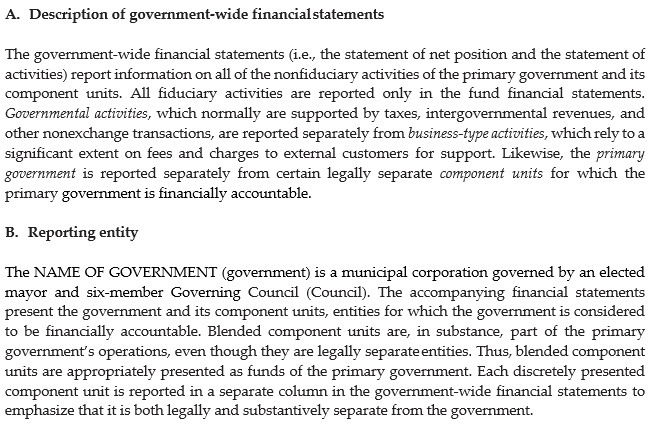 A. Description of government-wide financial statements
The government-wide financial statements (i.e., the statement of net position and the statement of
activities) report information on all of the nonfiduciary activities of the primary government and its
component units. All fiduciary activities are reported only in the fund financial statements.
Governmental activities, which normally are supported by taxes, intergovernmental revenues, and
other nonexchange transactions, are reported separately from business-type activities, which rely to a
significant extent on fees and charges to external customers for support. Likewise, the primary
government is reported separately from certain legally separate component units for which the
primary government is financially accountable.
B. Reporting entity
The NAME OF GOVERNMENT (government) is a municipal corporation governed by an elected
mayor and six-member Governing Council (Council). The accompanying financial statements
present the government and its component units, entities for which the government is considered
to be financially accountable. Blended component units are, in substance, part of the primary
government's operations, even though they are legally separate entities. Thus, blended component
units are appropriately presented as funds of the primary government. Each discretely presented
component unit is reported in a separate column in the government-wide financial statements to
emphasize that it is both legally and substantively separate from the government.